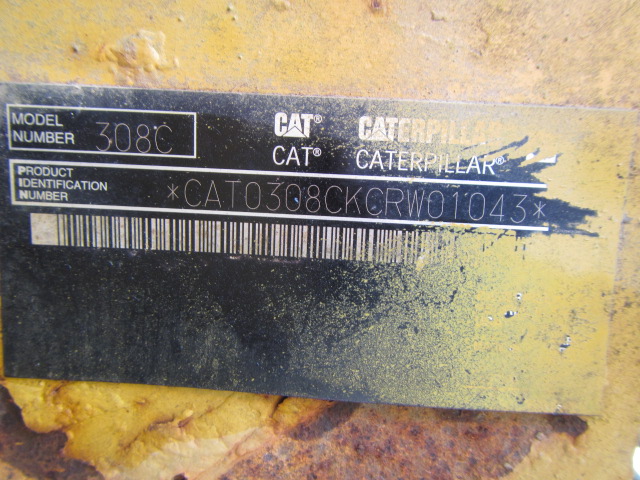 MODEL
NUMBER 308C
CAT® CATERPILLAR
CAT® CATERPILLAR®
PRODUCT
IDENTIFICATION
NUMBER *CAT0308CKCRW01043*